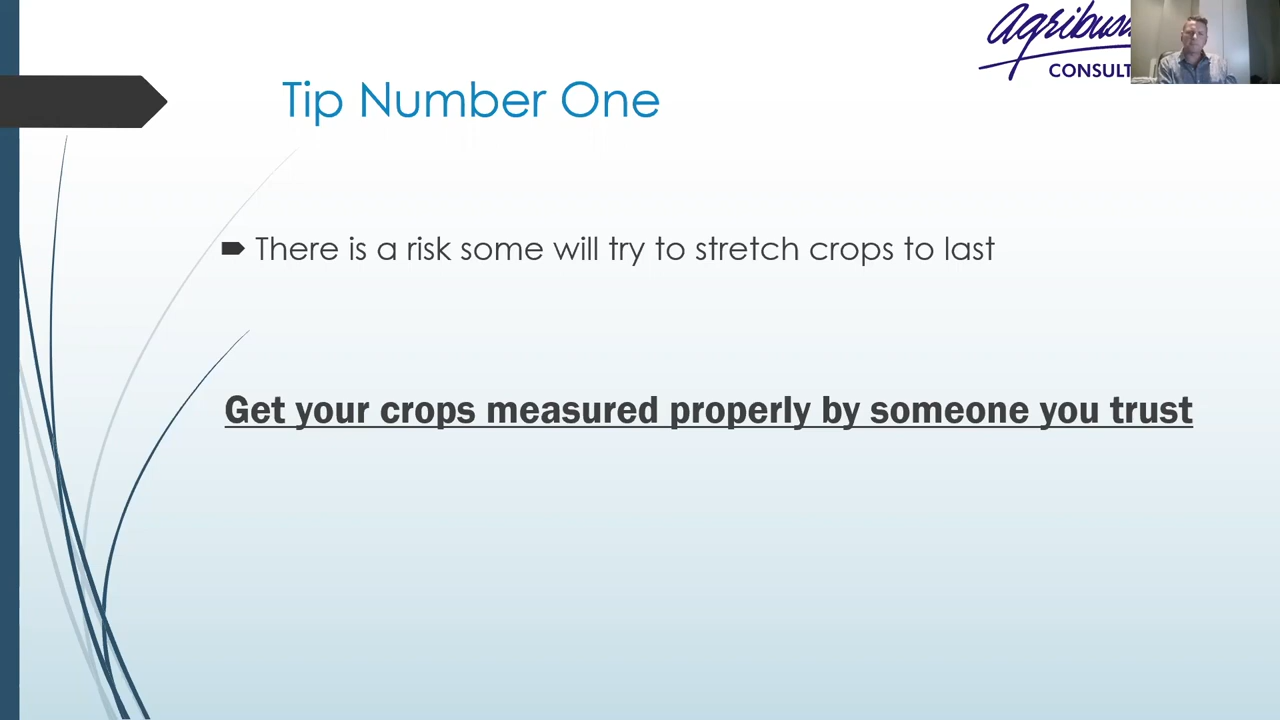 Tip Number One
CONSULT
There is a risk some will try to stretch crops to last
Get your crops measured properly by someone you trust